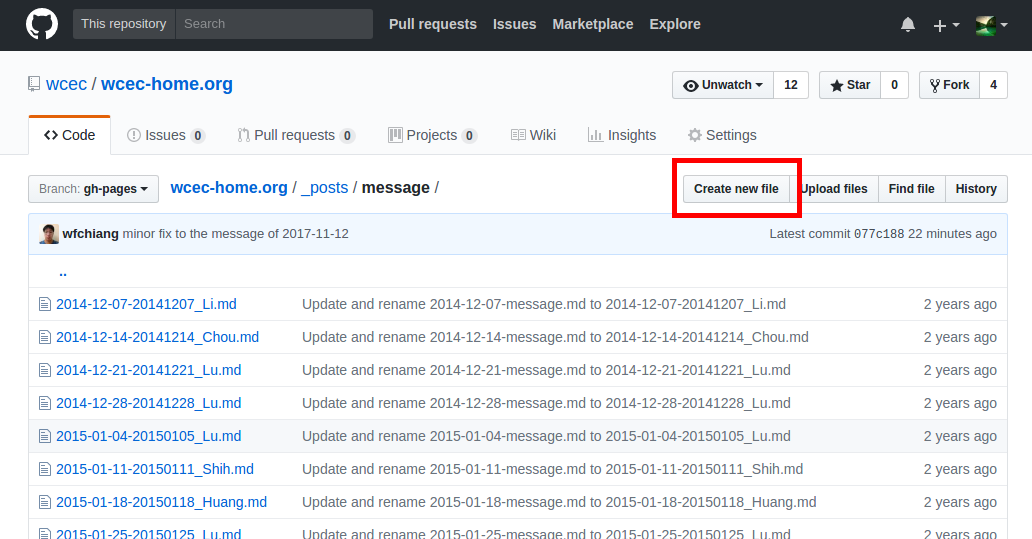 This repository Search Pull requests Issues Marketplace Explore
wcec / wcec-home.org Unwatch 12 Star 0 Fork 4
Code Issues 0 Pull requests 0 Projects 0 Wiki Insights Settings
Branch: gh-pages wcec-home.org / _posts / message / Create new file Upload files Find file History
wfchiang minor fix to the message of 2017-11-12 Latest commit 077c188 22 minutes ago
..
2014-12-07-20141207_Li.md Update and rename 2014-12-07-message.md to 2014-12-07-20141207_Li.md 2 years ago
2014-12-14-20141214_Chou.md Update and rename 2014-12-14-message.md to 2014-12-14-20141214_Chou.md 2 years ago
2014-12-21-20141221_Lu.md Update and rename 2014-12-21-message.md to 2014-12-21-20141221_Lu.md 2 years ago
2014-12-28-20141228_Lu.md Update and rename 2014-12-28-message.md to 2014-12-28-20141228_Lu.md 2 years ago
2015-01-04-20150105_Lu.md Update and rename 2015-01-04-message.md to 2015-01-04-20150105_Lu.md 2 years ago
2015-01-11-20150111_Shih.md Update and rename 2015-01-11-message.md to 2015-01-11-20150111_Shih.md 2 years ago
2015-01-18-20150118_Huang.md Update and rename 2015-01-18-message.md to 2015-01-18-20150118_Huang.md 2 years ago
2015-01-25-20150125_Lu.md Update and rename 2015-01-25-message.md to 2015-01-25-20150125_Lu.md 2 years ago